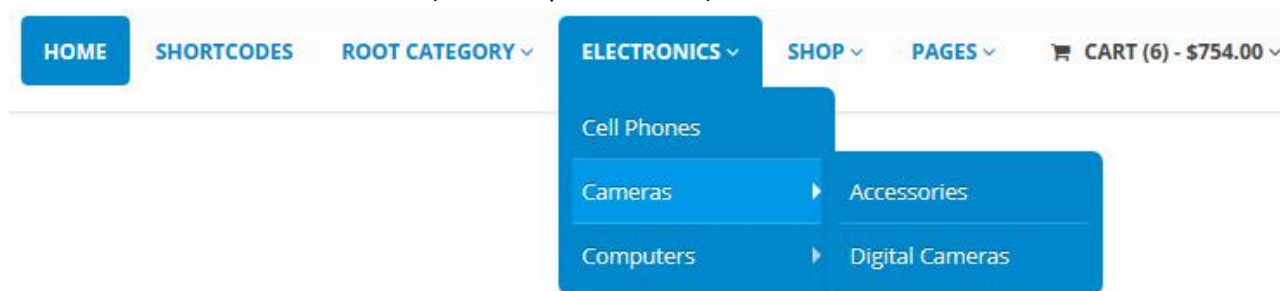 HOME SHORTCODES ROOT CATEGORY ELECTRONICS SHOP PAGES CART (6) - $754.00
Cell Phones
Cameras Accessories
Computers Digital Cameras